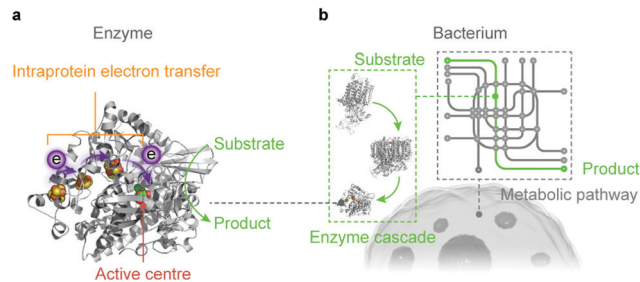 a
Enzyme
Intraprotein electron transfer
e
e
Substrate
Product
Active centre
b
Bacterium
Substrate
Product
Metabolic pathway
Enzyme cascade